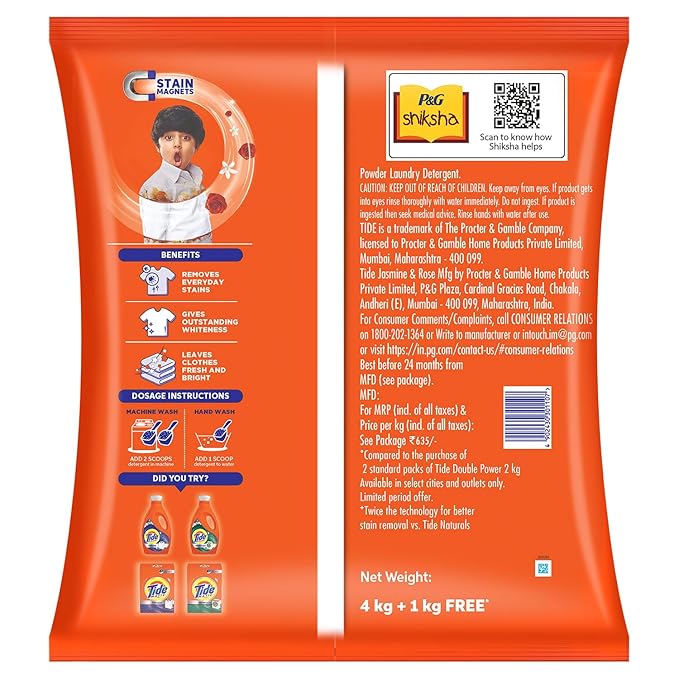 STAIN
MAGNETS
BENEFITS
REMOVES
EVERYDAY
STAINS
GIVES
OUTSTANDING
WHITENESS
LEAVES
CLOTHES
FRESH AND
BRIGHT
DOSAGE INSTRUCTIONS
MACHINE WASH
HAND WASH
ADD 2 SCOOPS
detergent in machine
ADD 1 SCOOP
detergent to water
DID YOU TRY?
Tide
Tide
Tide
Tide
P&G
shiksha
Scan to know how
Shiksha helps
Powder Laundry Detergent.
CAUTION: KEEP OUT OF REACH OF CHILDREN. Keep away from eyes. If product gets
into eyes rinse thoroughly with water immediately. Do not ingest. If product is
ingested then seek medical advice. Rinse hands with water after use.
TIDE is a trademark of The Procter & Gamble Company,
licensed to Procter & Gamble Home Products Private Limited,
Mumbai, Maharashtra - 400 099.
Tide Jasmine & Rose Mfg by Procter & Gamble Home Products
Private Limited, P&G Plaza, Cardinal Gracias Road, Chakala,
Andheri (E), Mumbai - 400 099, Maharashtra, India.
For Consumer Comments/Complaints, call CONSUMER RELATIONS
on 1800-202-1364 or Write to manufacturer or intouch.im@pg.com
or visit https://in.pg.com/contact-us/#consumer-relations
Best before 24 months from
MFD (see package).
MFD:
For MRP (incl. of all taxes) &
Price per kg (incl. of all taxes):
See Package ₹635/-
*Compared to the purchase of
2 standard packs of Tide Double Power 2 kg
Available in select cities and outlets only.
Limited period offer.
*Twice the technology for better
stain removal vs. Tide Naturals
4 902430 901107
Net Weight:
4 kg + 1 kg FREE*